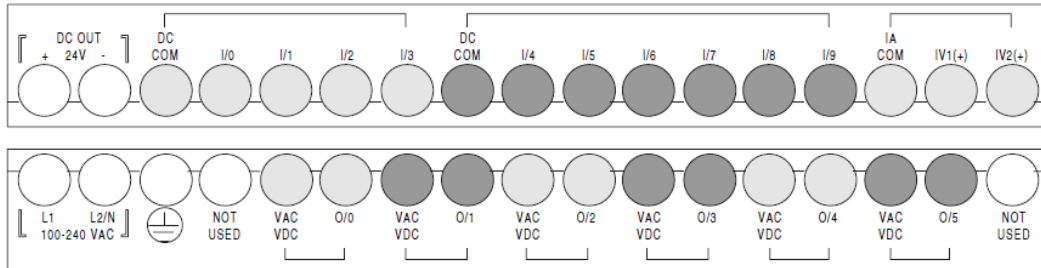 DC OUT
+ 24V -
DC COM
I/0
I/1
I/2
I/3
DC COM
I/4
I/5
I/6
I/7
I/8
I/9
IA COM
IV1(+)
IV2(+)
L1
L2/N
100-240 VAC
NOT USED
VAC VDC
O/0
VAC VDC
O/1
VAC VDC
O/2
VAC VDC
O/3
VAC VDC
O/4
VAC VDC
O/5
NOT USED